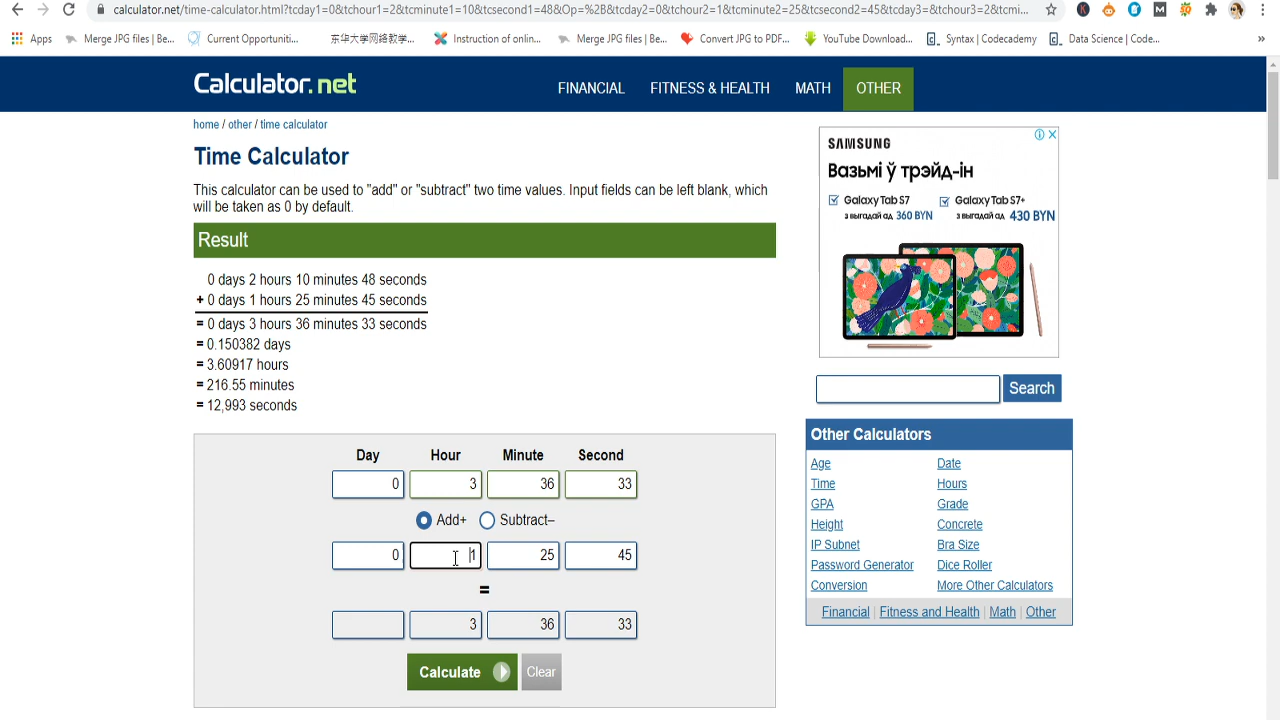 calculator.net/time-calculator.html?tcday1=0&tchour1=2&tcminute1=10&tcsecond1=48&Op=%2B&tcday2=0&tchour2=1&tcminute2=25&tcsecond2=45&tcday3=&tchour3=2&tcmi...
Apps Merge JPG files | Be... Current Opportuniti... 东华大学网络教学... Instruction of onlin... Merge JPG files | Be... Convert JPG to PDF... YouTube Download... Syntax | Codecademy Data Science | Code... »
Calculator.net
FINANCIAL FITNESS & HEALTH MATH OTHER
home / other / time calculator
Time Calculator
This calculator can be used to "add" or "subtract" two time values. Input fields can be left blank, which
will be taken as 0 by default.
Result
0 days 2 hours 10 minutes 48 seconds
+ 0 days 1 hours 25 minutes 45 seconds
= 0 days 3 hours 36 minutes 33 seconds
= 0.150382 days
= 3.60917 hours
= 216.55 minutes
= 12,993 seconds
Day Hour Minute Second
0 3 36 33
Add+ Subtract–
0 1 25 45
=
3 36 33
Calculate Clear
SAMSUNG
Вазьмі ў трэйд-ін
Galaxy Tab S7 Galaxy Tab S7+
з выгадай ад 360 BYN з выгадай ад 430 BYN
Search
Other Calculators
Age Date
Time Hours
GPA Grade
Height Concrete
IP Subnet Bra Size
Password Generator Dice Roller
Conversion More Other Calculators
Financial | Fitness and Health | Math | Other